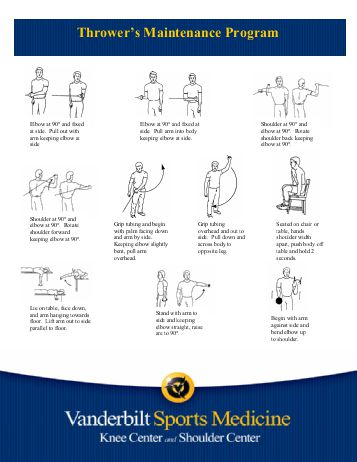 Thrower's Maintenance Program
Elbow at 90° and fixed
at side. Pull out with
arm keeping elbow at
side
Elbow at 90° and fixed at
side. Pull arm into body
keeping elbow at side.
Shoulder at 90° and
elbow at 90°. Rotate
shoulder back keeping
elbow at 90°.
Shoulder at 90° and
elbow at 90°. Rotate
shoulder forward
keeping elbow at 90°.
Grip tubing and begin
with palm facing down
and arm by side.
Keeping elbow slightly
bent, pull arm
overhead.
Grip tubing
overhead and out to
side. Pull down and
across body to
opposite leg.
Seated on chair or
table, hands
shoulder width
apart, push body off
table and hold 2
seconds.
Lie on table, face down,
and arm hanging towards
floor. Lift arm out to side
parallel to floor.
Stand with arm to
side and keeping
elbow straight, raise
arc to 90°.
Begin with arm
against side and
bend elbow up
to shoulder.
Vanderbilt Sports Medicine
Knee Center and Shoulder Center